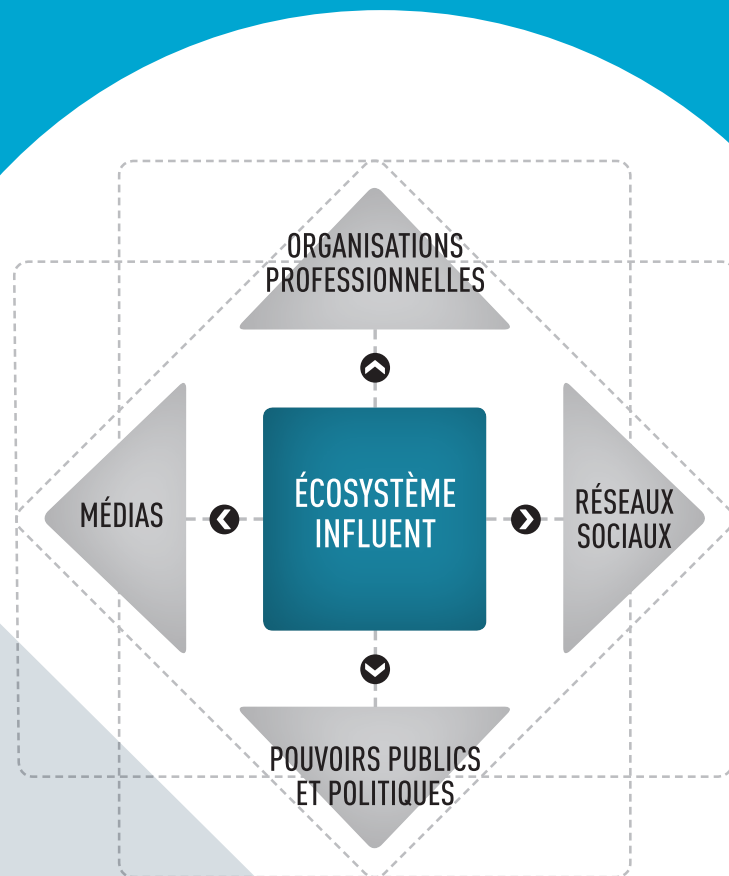 ORGANISATIONS
PROFESSIONNELLES
MÉDIAS
ÉCOSYSTÈME
INFLUENT
RÉSEAUX
SOCIAUX
POUVOIRS PUBLICS
ET POLITIQUES